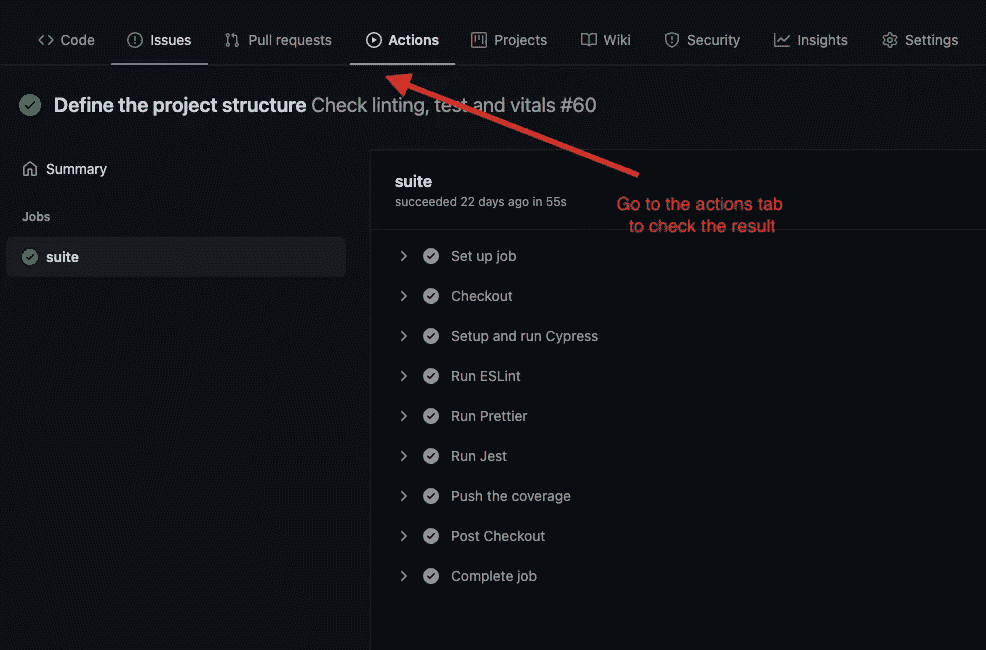 Code Issues Pull requests Actions Projects Wiki Security Insights Settings
Define the project structure Check linting, test and vitals #60
Summary
Jobs
suite
suite
succeeded 22 days ago in 55s
Go to the actions tab
to check the result
Set up job
Checkout
Setup and run Cypress
Run ESLint
Run Prettier
Run Jest
Push the coverage
Post Checkout
Complete job